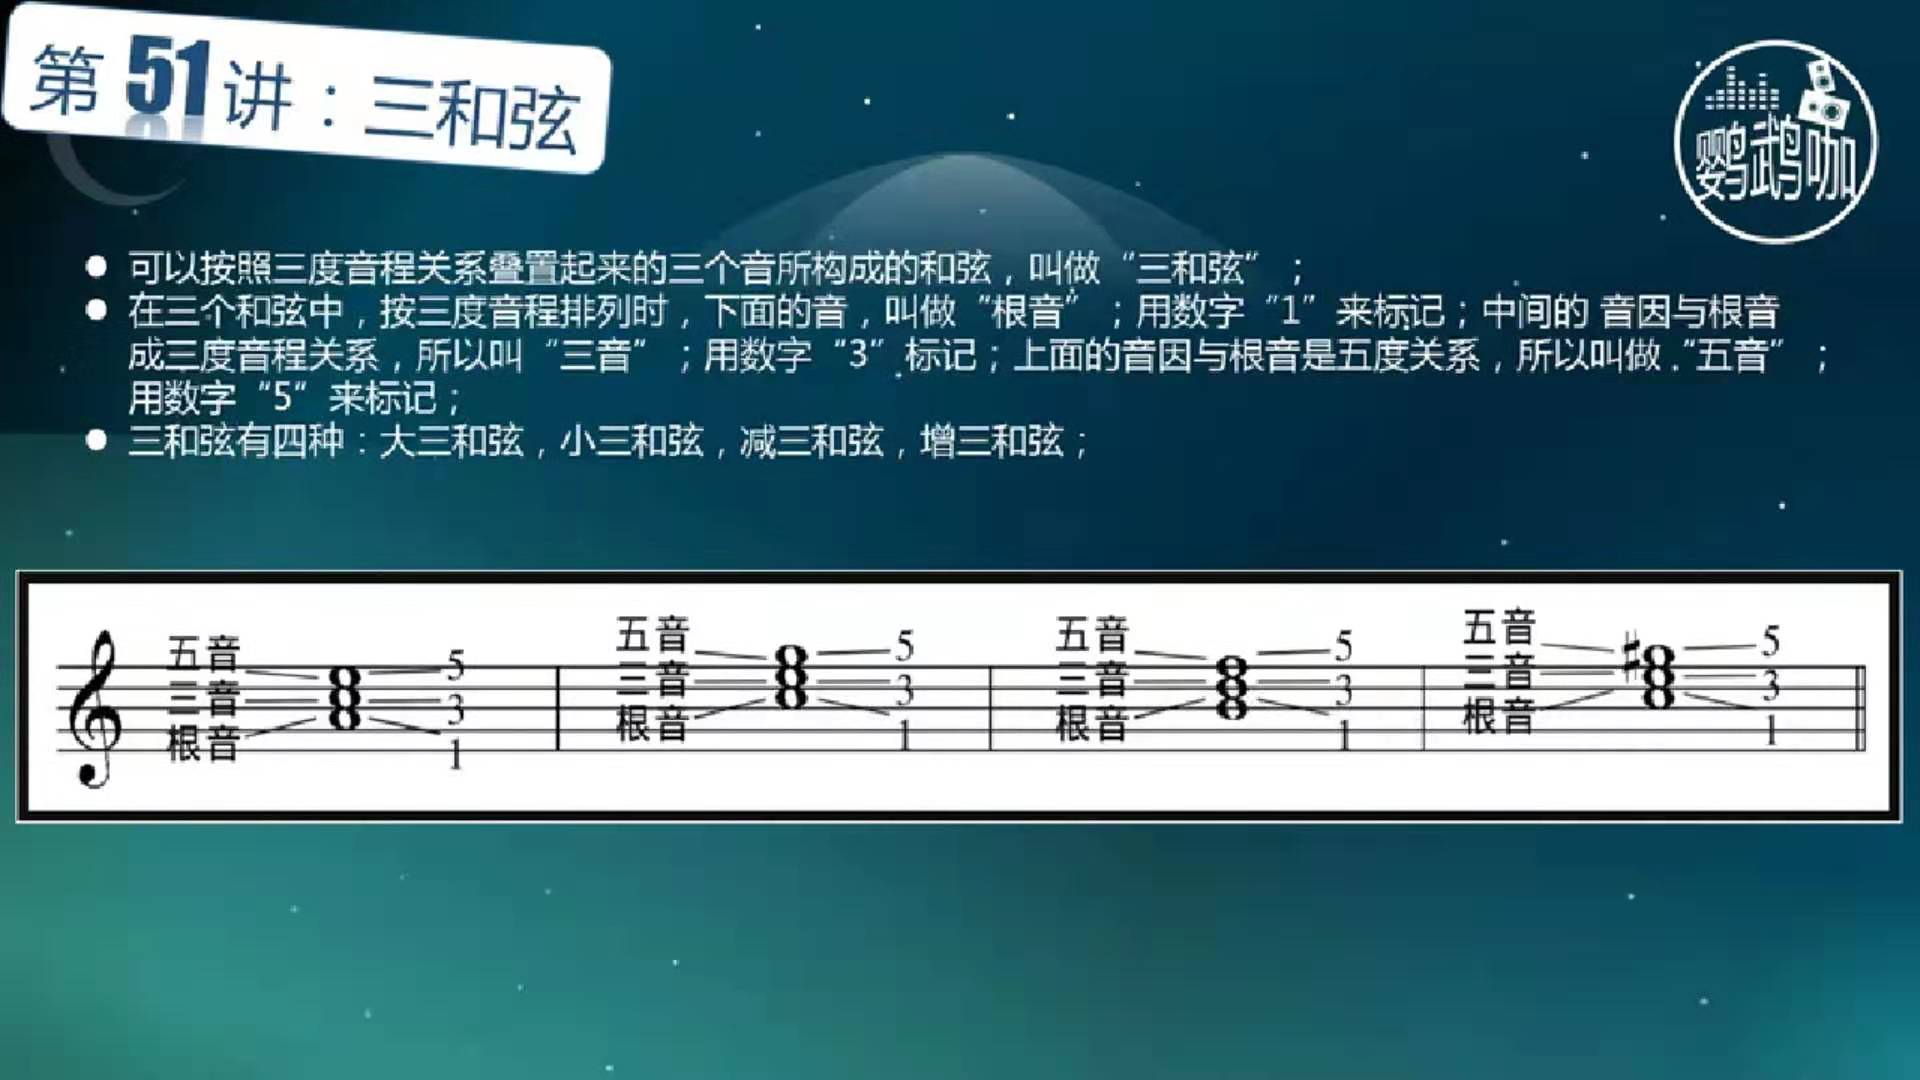 第51讲：三和弦
鹦鹉咖
可以按照三度音程关系叠置起来的三个音所构成的和弦，叫做“三和弦”；
在三个和弦中，按三度音程排列时，下面的音，叫做“根音”；用数字“1”来标记；中间的 音因与根音
成三度音程关系，所以叫“三音”；用数字“3”标记；上面的音因与根音是五度关系，所以叫做“五音”；
用数字“5”来标记；
三和弦有四种：大三和弦，小三和弦，减三和弦，增三和弦；
五音 5 五音 5 五音 5 五音 5
三音 3 三音 3 三音 3 三音 3
根音 1 根音 1 根音 1 根音 1